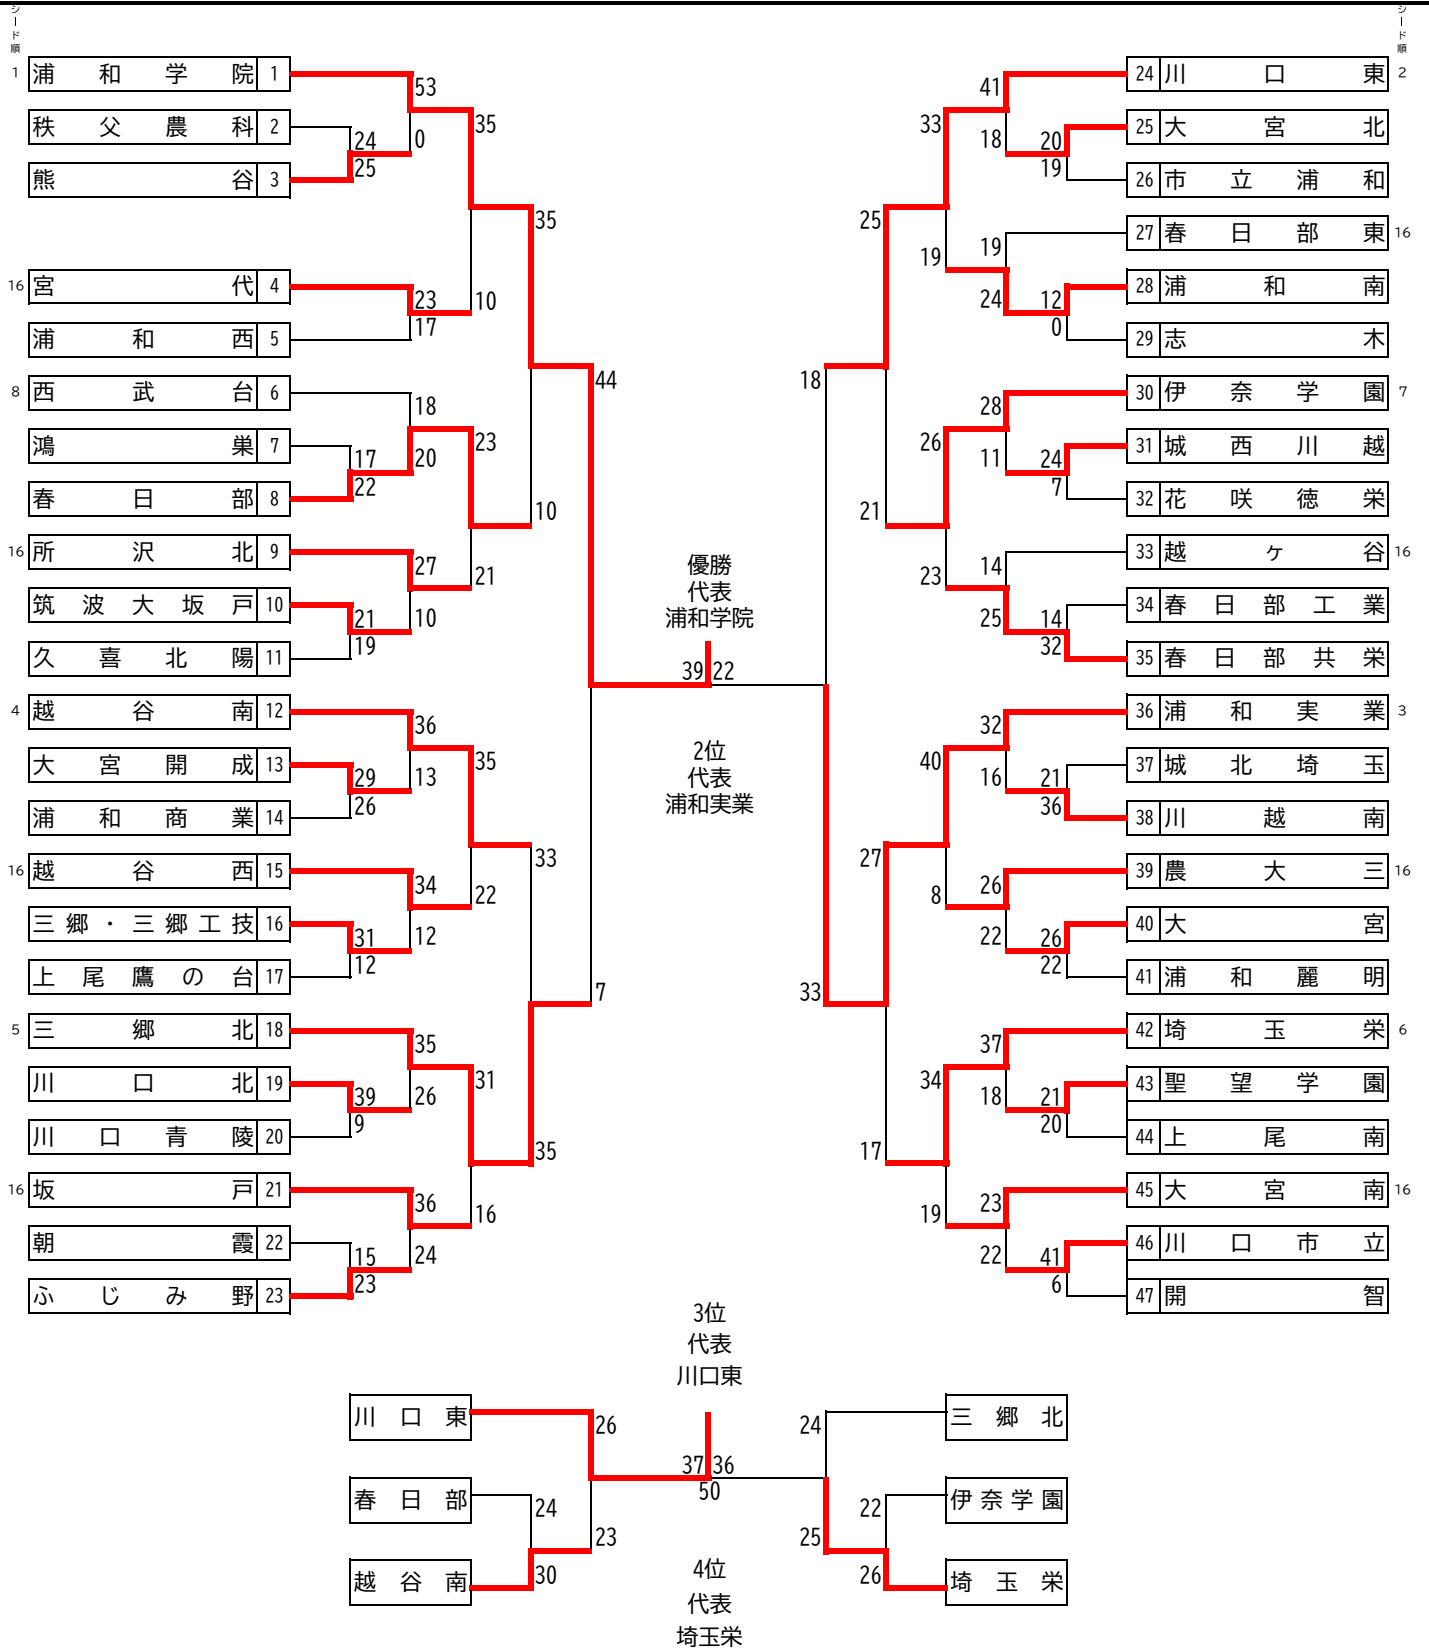 シード順
シード順
1 浦和学院 1
秩父農科 2
熊谷 3
16 宮代 4
浦和西 5
8 西武台 6
鴻巣 7
春日部 8
16 所沢北 9
筑波大坂戸 10
久喜北陽 11
4 越谷南 12
大宮開成 13
浦和商業 14
16 越谷西 15
三郷・三郷工技 16
上尾鷹の台 17
5 三郷北 18
川口北 19
川口青陵 20
16 坂戸 21
朝霞 22
ふじみ野 23
53
0
24
25
35
10
23
17
35
10
18
20
17
22
23
21
27
10
21
19
44
7
36
13
29
26
35
22
34
12
31
12
33
35
35
26
39
9
31
16
36
24
15
23
優勝
代表
浦和学院
39 22
2位
代表
浦和実業
24 川口東 2
25 大宮北
26 市立浦和
27 春日部東 16
28 浦和南
29 志木
30 伊奈学園 7
31 城西川越
32 花咲徳栄
33 越ヶ谷 16
34 春日部工業
35 春日部共栄
36 浦和実業 3
37 城北埼玉
38 川越南
39 農大三 16
40 大宮
41 浦和麗明
42 埼玉栄 6
43 聖望学園
44 上尾南
45 大宮南 16
46 川口市立
47 開智
41
18
20
19
33
19
19
24
12
0
25
21
28
11
24
7
26
23
14
25
14
32
18
33
32
16
21
36
40
8
26
22
26
22
27
17
37
18
21
20
34
19
23
22
41
6
3位
代表
川口東
川口東
春日部
越谷南
26
23
24
30
37 36
50
24
25
22
26
三郷北
伊奈学園
埼玉栄
4位
代表
埼玉栄